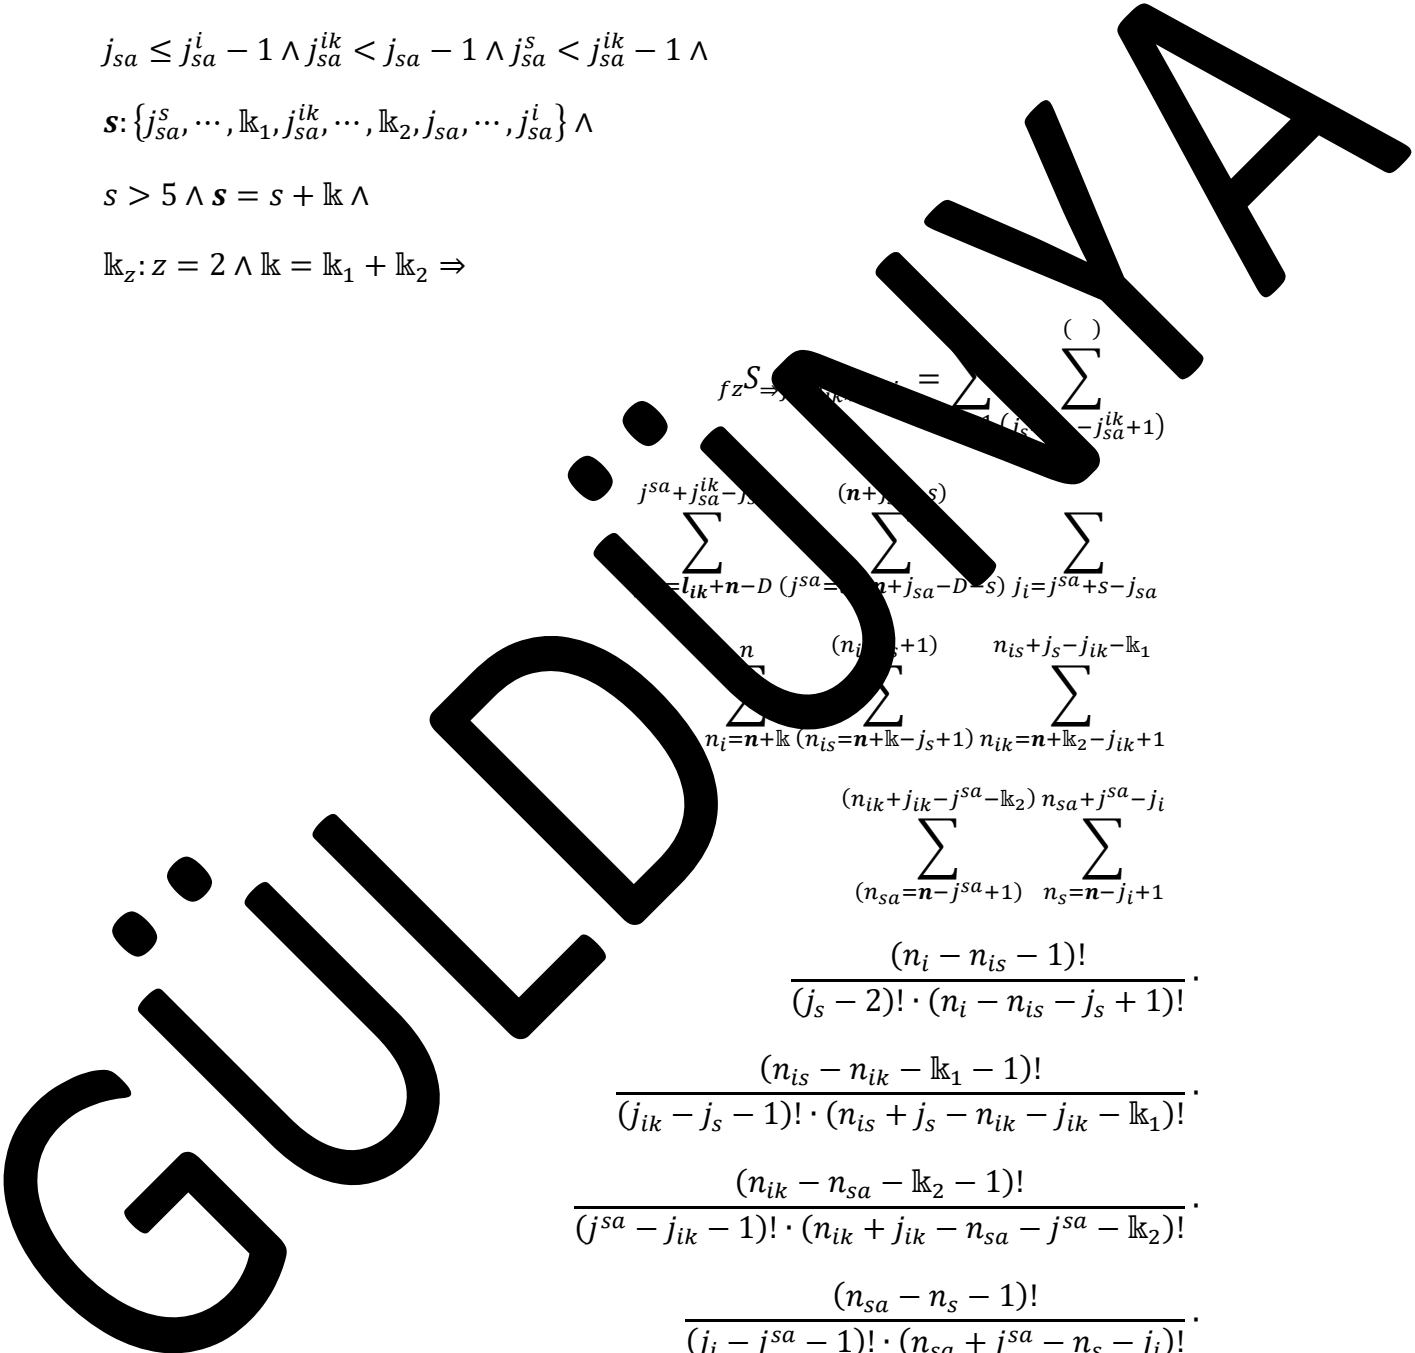 j_{sa} ≤ j_{sa}^{i} − 1 ∧ j_{sa}^{ik} < j_{sa} − 1 ∧ j_{sa}^{s} < j_{sa}^{ik} − 1 ∧
s: {j_{sa}^{s}, ⋯, 𝕜_1, j_{sa}^{ik}, ⋯, 𝕜_2, j_{sa}, ⋯, j_{sa}^{i}} ∧
s > 5 ∧ s = s + 𝕜 ∧
𝕜_z: z = 2 ∧ 𝕜 = 𝕜_1 + 𝕜_2 ⇒
( )
_{fz}S_{⇒} = ∑ ∑
(j_s −j_{sa}^{ik}+1)
j^{sa}+j_{sa}^{ik}− (n+ s)
∑ ∑ ∑
=l_{ik}+n−D (j^{sa}= n+j_{sa}−D−s) j_i=j^{sa}+s−j_{sa}
n (n_i +1) n_{is}+j_s−j_{ik}−𝕜_1
∑ ∑ ∑
n_i=n+𝕜 (n_{is}=n+𝕜−j_s+1) n_{ik}=n+𝕜_2−j_{ik}+1
(n_{ik}+j_{ik}−j^{sa}−𝕜_2) n_{sa}+j^{sa}−j_i
∑ ∑
(n_{sa}=n−j^{sa}+1) n_s=n−j_i+1
(n_i − n_{is} − 1)!
(j_s − 2)! · (n_i − n_{is} − j_s + 1)! ·
(n_{is} − n_{ik} − 𝕜_1 − 1)!
(j_{ik} − j_s − 1)! · (n_{is} + j_s − n_{ik} − j_{ik} − 𝕜_1)! ·
(n_{ik} − n_{sa} − 𝕜_2 − 1)!
(j^{sa} − j_{ik} − 1)! · (n_{ik} + j_{ik} − n_{sa} − j^{sa} − 𝕜_2)! ·
(n_{sa} − n_s − 1)!
(j_i − j^{sa} − 1)! · (n_{sa} + j^{sa} − n_s − j_i)! ·
GÜLDÜNYA